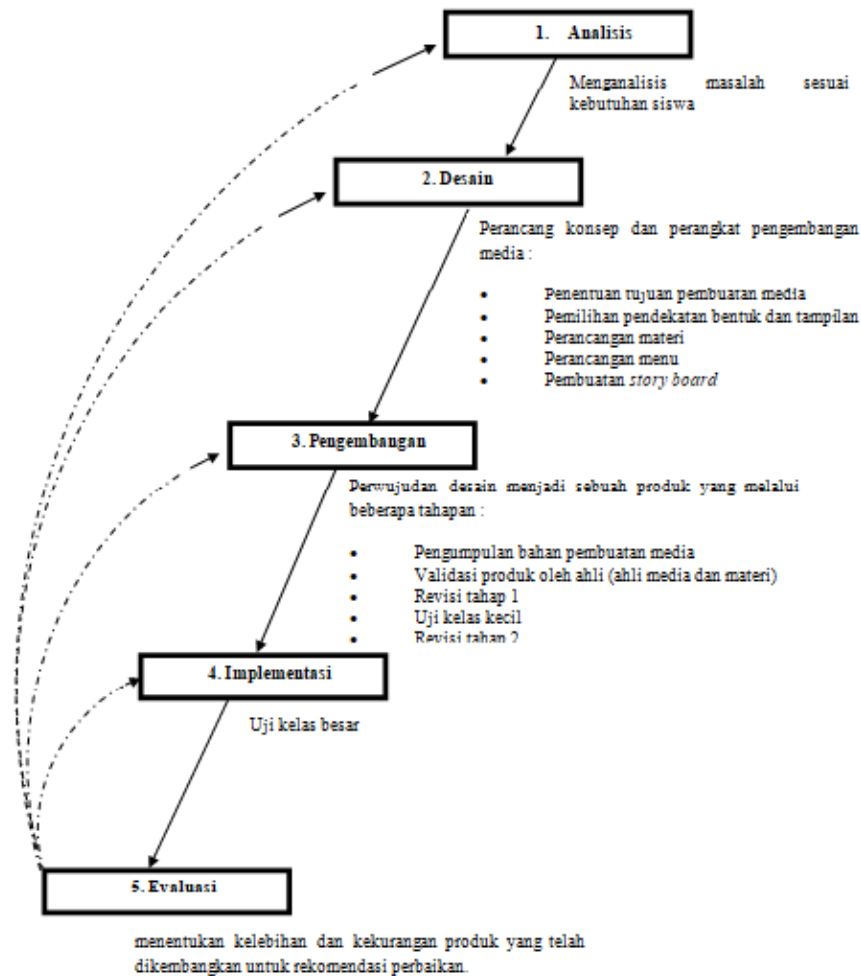 1. Analisis
Menganalisis masalah sesuai
kebutuhan siswa
2. Desain
Perancang konsep dan perangkat pengembangan
media :
• Penentuan tujuan pembuatan media
• Pemilihan pendekatan bentuk dan tampilan
• Perancangan materi
• Perancangan menu
• Pembuatan story board
3. Pengembangan
Perwujudan desain menjadi sebuah produk yang melalui
beberapa tahapan :
• Pengumpulan bahan pembuatan media
• Validasi produk oleh ahli (ahli media dan materi)
• Revisi tahap 1
• Uji kelas kecil
• Revisi tahap 2
4. Implementasi
Uji kelas besar
5. Evaluasi
menentukan kelebihan dan kekurangan produk yang telah
dikembangkan untuk rekomendasi perbaikan.